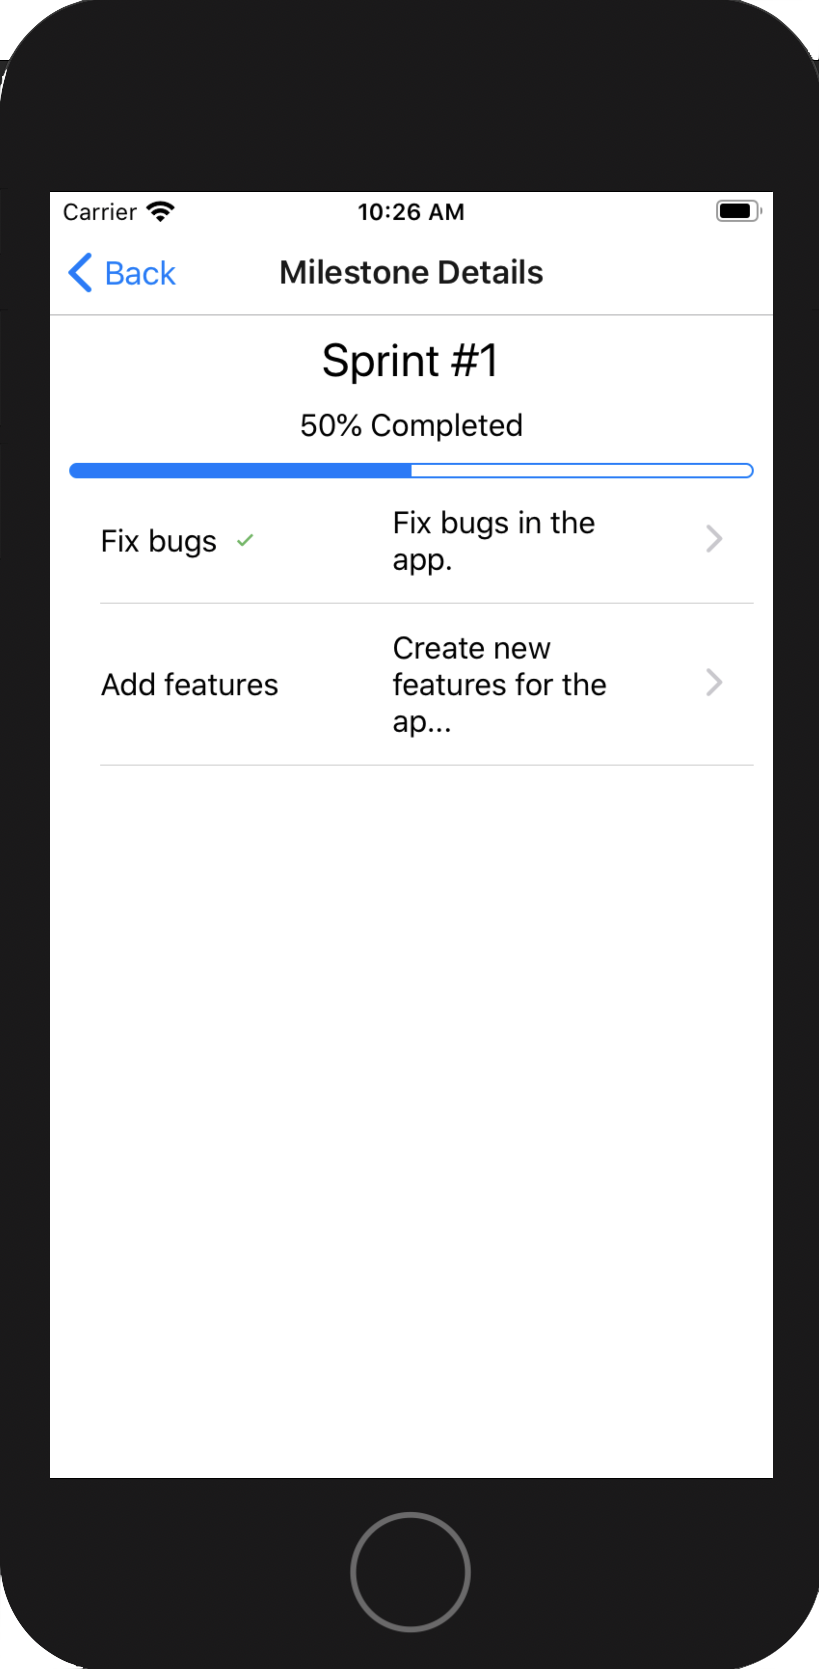 Carrier 10:26 AM
Back Milestone Details
Sprint #1
50% Completed
Fix bugs
Fix bugs in the
app.
Add features
Create new
features for the
ap...